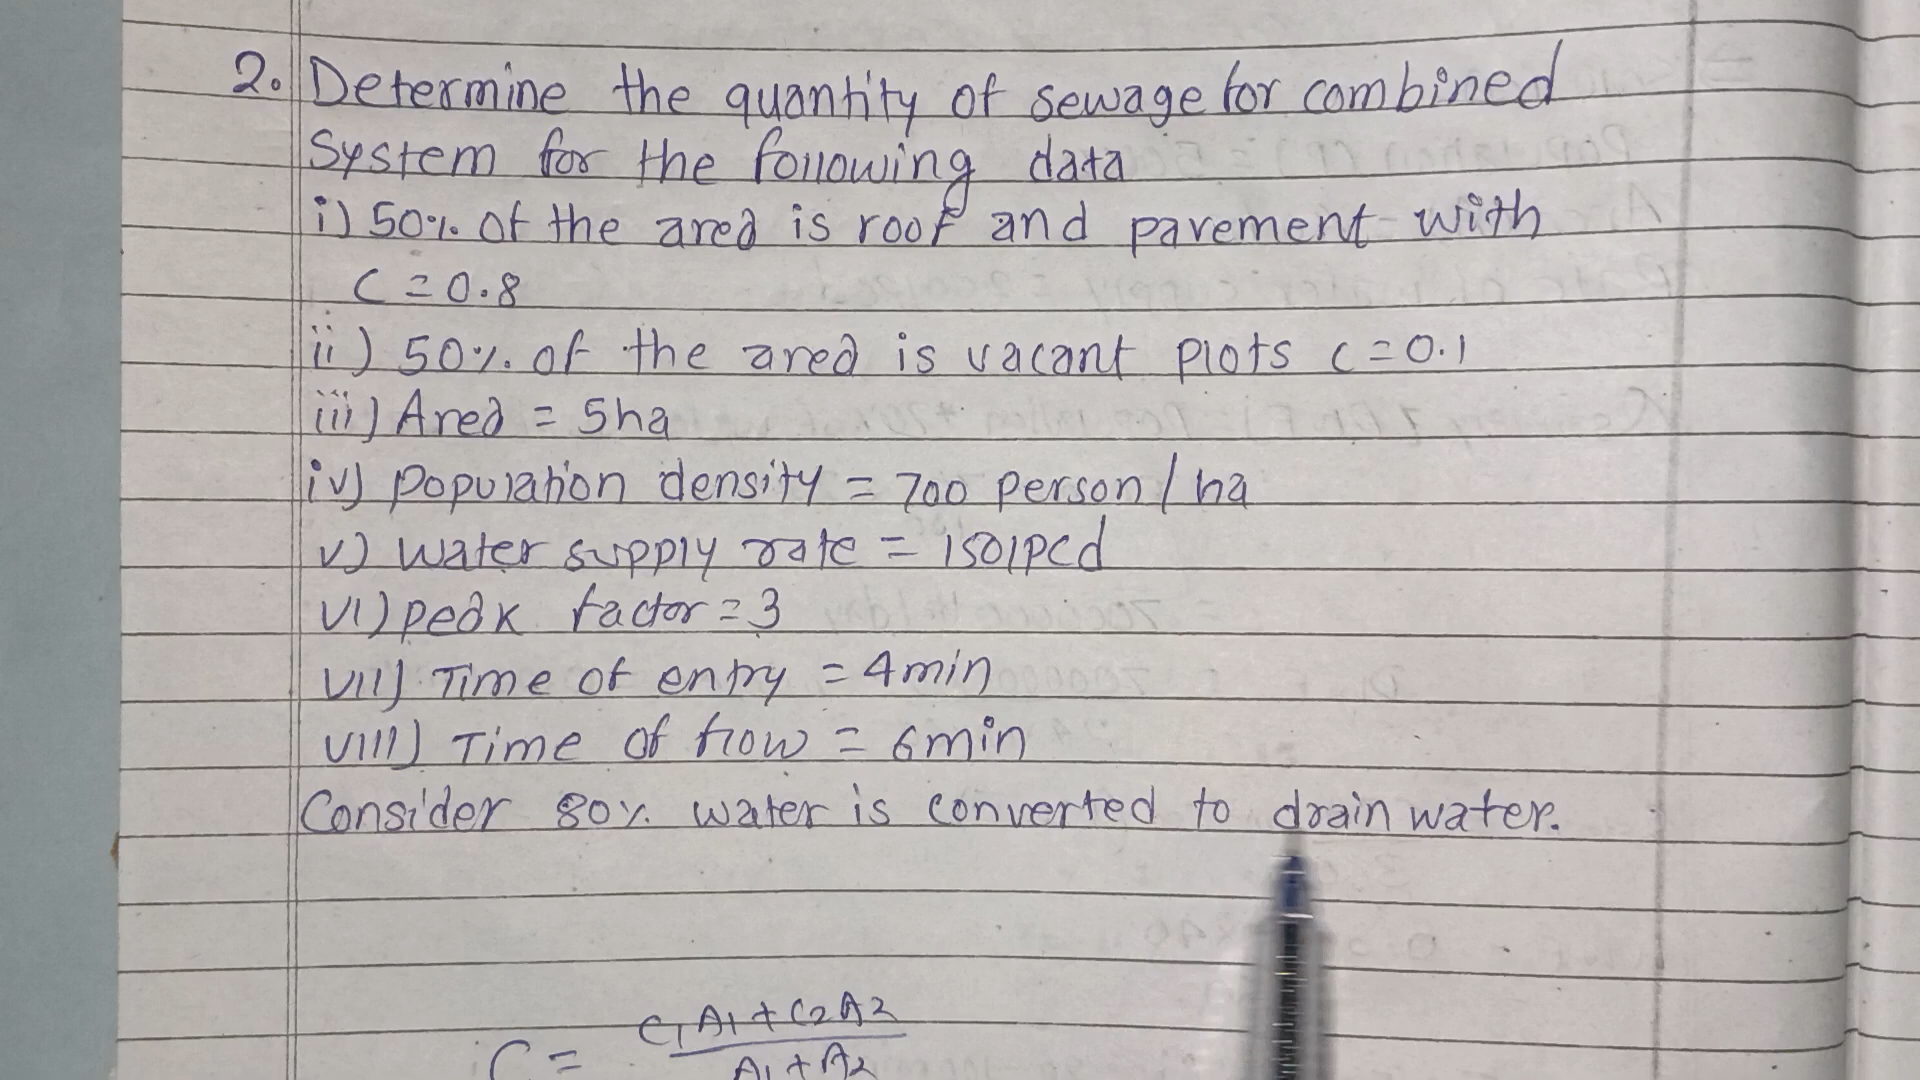 2. Determine the quantity of sewage for combined
System for the following data
i) 50% of the area is roof and pavement with
C = 0.8
ii) 50% of the area is vacant plots C = 0.1
iii) Area = 5ha
iv) population density = 700 person / ha
v) water supply rate = 150lpcd
vi) peak factor = 3
vii) Time of entry = 4min
viii) Time of flow = 6min
Consider 80% water is converted to drain water.
C = C1A1 + C2A2
A1 + A2